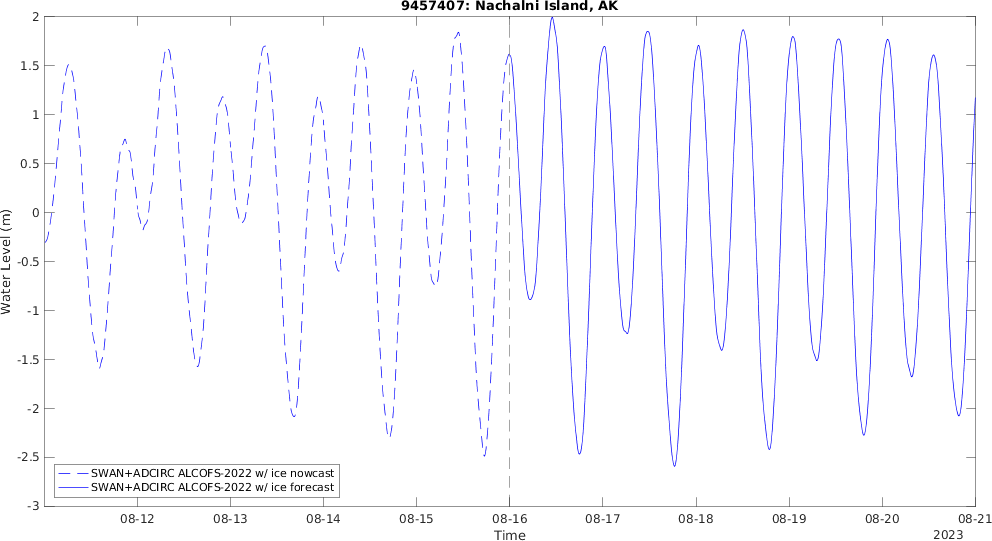 9457407: Nachalni Island, AK
Water Level (m)
2
1.5
1
0.5
0
-0.5
-1
-1.5
-2
-2.5
-3
SWAN+ADCIRC ALCOFS-2022 w/ ice nowcast
SWAN+ADCIRC ALCOFS-2022 w/ ice forecast
08-12 08-13 08-14 08-15 08-16 08-17 08-18 08-19 08-20 08-21
Time
2023